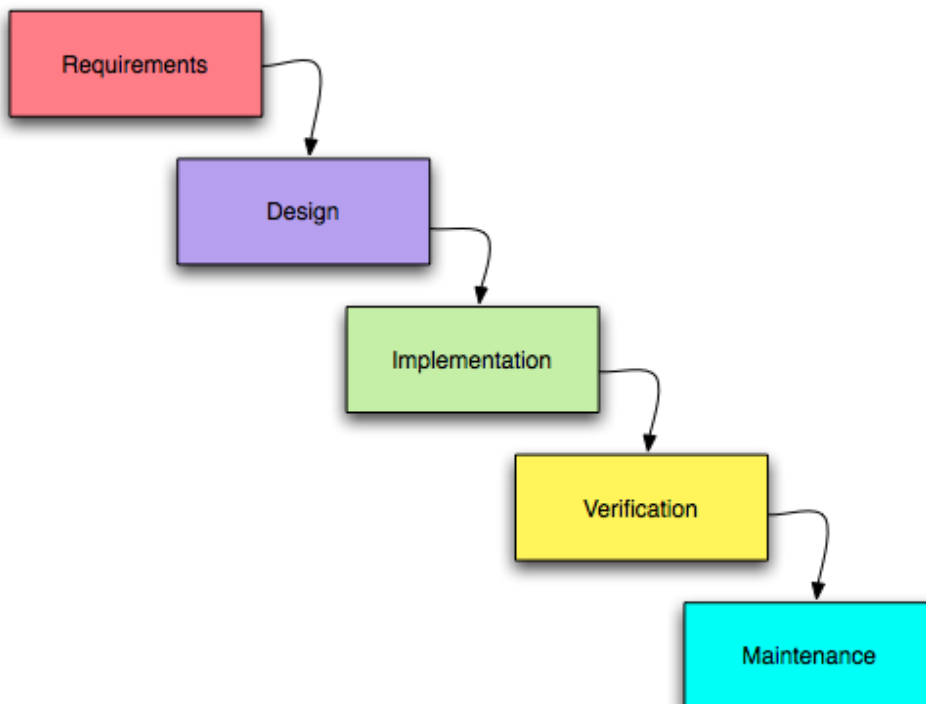 Requirements
Design
Implementation
Verification
Maintenance